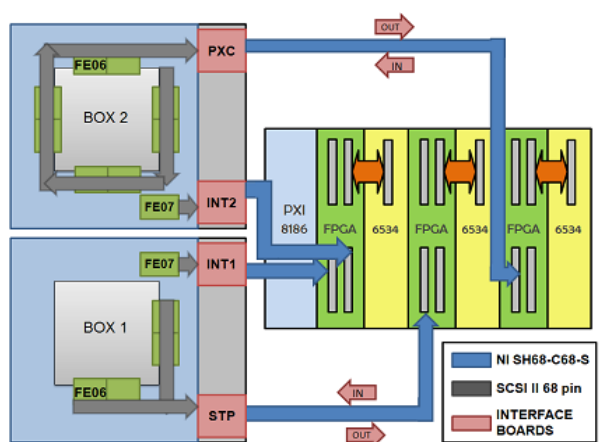 OUT
PXC
IN
FE06
BOX 2
FE07
INT2
PXI
8186
FPGA
6534
FPGA
6534
FPGA
6534
FE07
INT1
BOX 1
FE06
STP
IN
OUT
NI SH68-C68-S
SCSI II 68 pin
INTERFACE
BOARDS